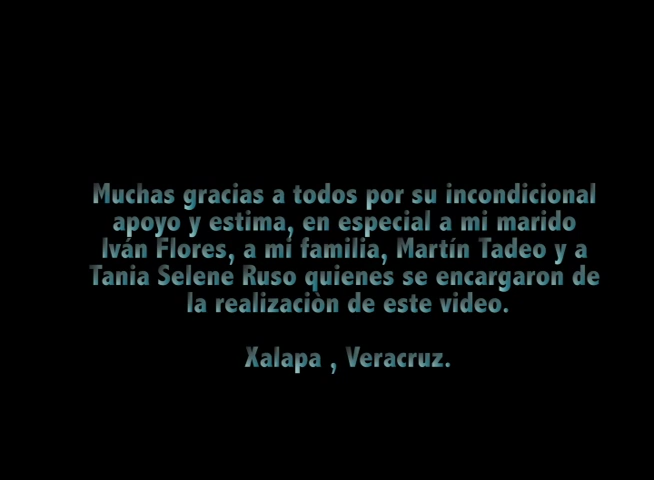 Muchas gracias a todos por su incondicional
apoyo y estima, en especial a mi marido
Iván Flores, a mi familia, Martín Tadeo y a
Tania Selene Ruso quienes se encargaron de
la realizaciòn de este video.
Xalapa , Veracruz.